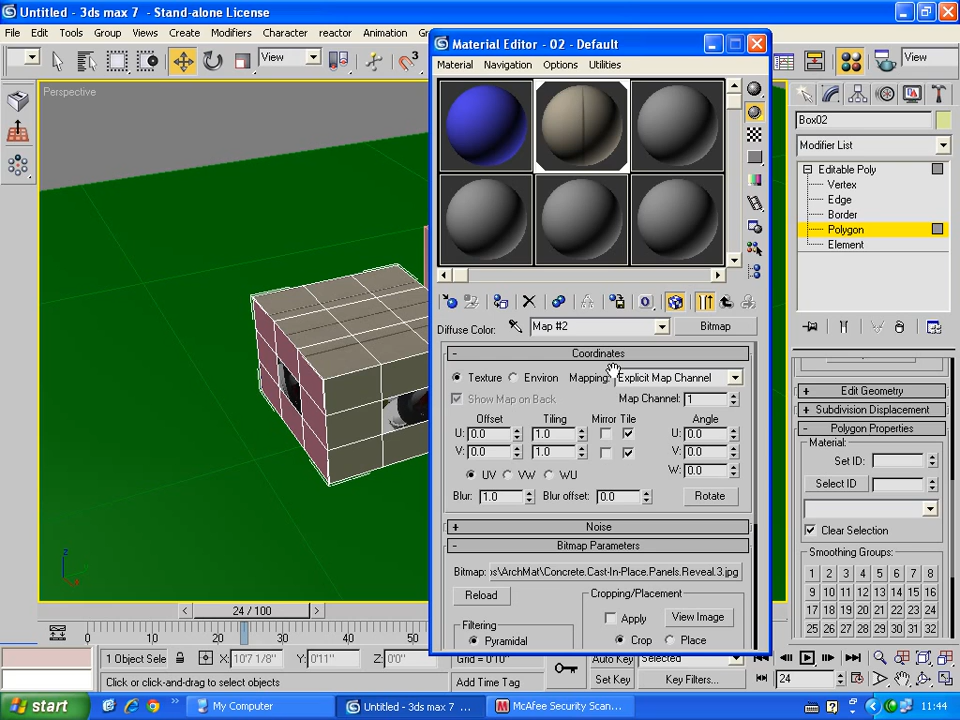 Untitled - 3ds max 7 - Stand-alone License
File Edit Tools Group Views Create Modifiers Character reactor Animation
View
View
Perspective
Material Editor - 02 - Default
Material Navigation Options Utilities
Diffuse Color: Map #2 Bitmap
- Coordinates
Texture Environ Mapping: Explicit Map Channel
Show Map on Back Map Channel: 1
Offset Tiling Mirror Tile Angle
U: 0.0 1.0 U: 0.0
V: 0.0 1.0 V: 0.0
W: 0.0
UV VW WU
Blur: 1.0 Blur offset: 0.0 Rotate
+ Noise
- Bitmap Parameters
Bitmap: ›s\ArchMat\Concrete.Cast-In-Place.Panels.Reveal.3.jpg
Reload
Cropping/Placement
Apply View Image
Filtering
Pyramidal
Crop Place
Box02
Modifier List
Editable Poly
Vertex
Edge
Border
Polygon
Element
+ Edit Geometry
+ Subdivision Displacement
- Polygon Properties
Material:
Set ID:
Select ID
Clear Selection
Smoothing Groups:
1 2 3 4 5 6 7 8
9 10 11 12 13 14 15 16
17 18 19 20 21 22 23 24
25 26 27 28 29 30 31 32
z
24 / 100
0 10 20 30 40 50
1 Object Sele X: 10'7 1/8" Y: 0'11" Z: 0'0" Grid = 0'10" Auto Key Selected
Click or click-and-drag to select objects Add Time Tag Set Key Key Filters... 24
start My Computer Untitled - 3ds max 7 ... McAfee Security Scan... 11:44